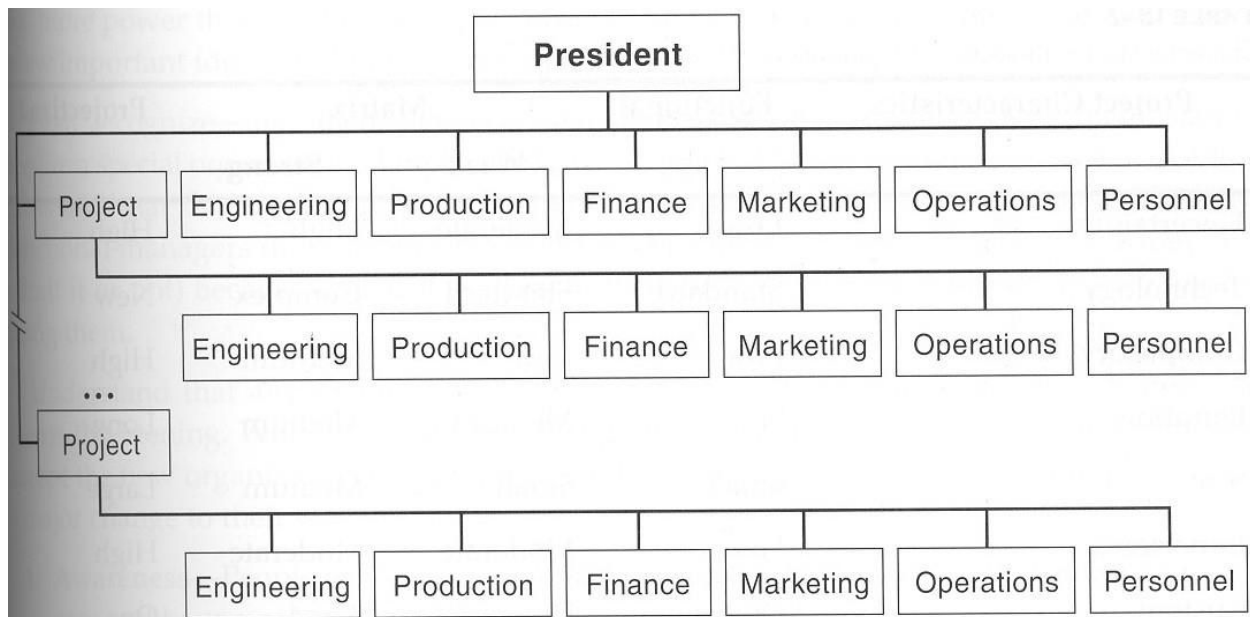 President
Project Engineering Production Finance Marketing Operations Personnel
Engineering Production Finance Marketing Operations Personnel
...
Project
Engineering Production Finance Marketing Operations Personnel